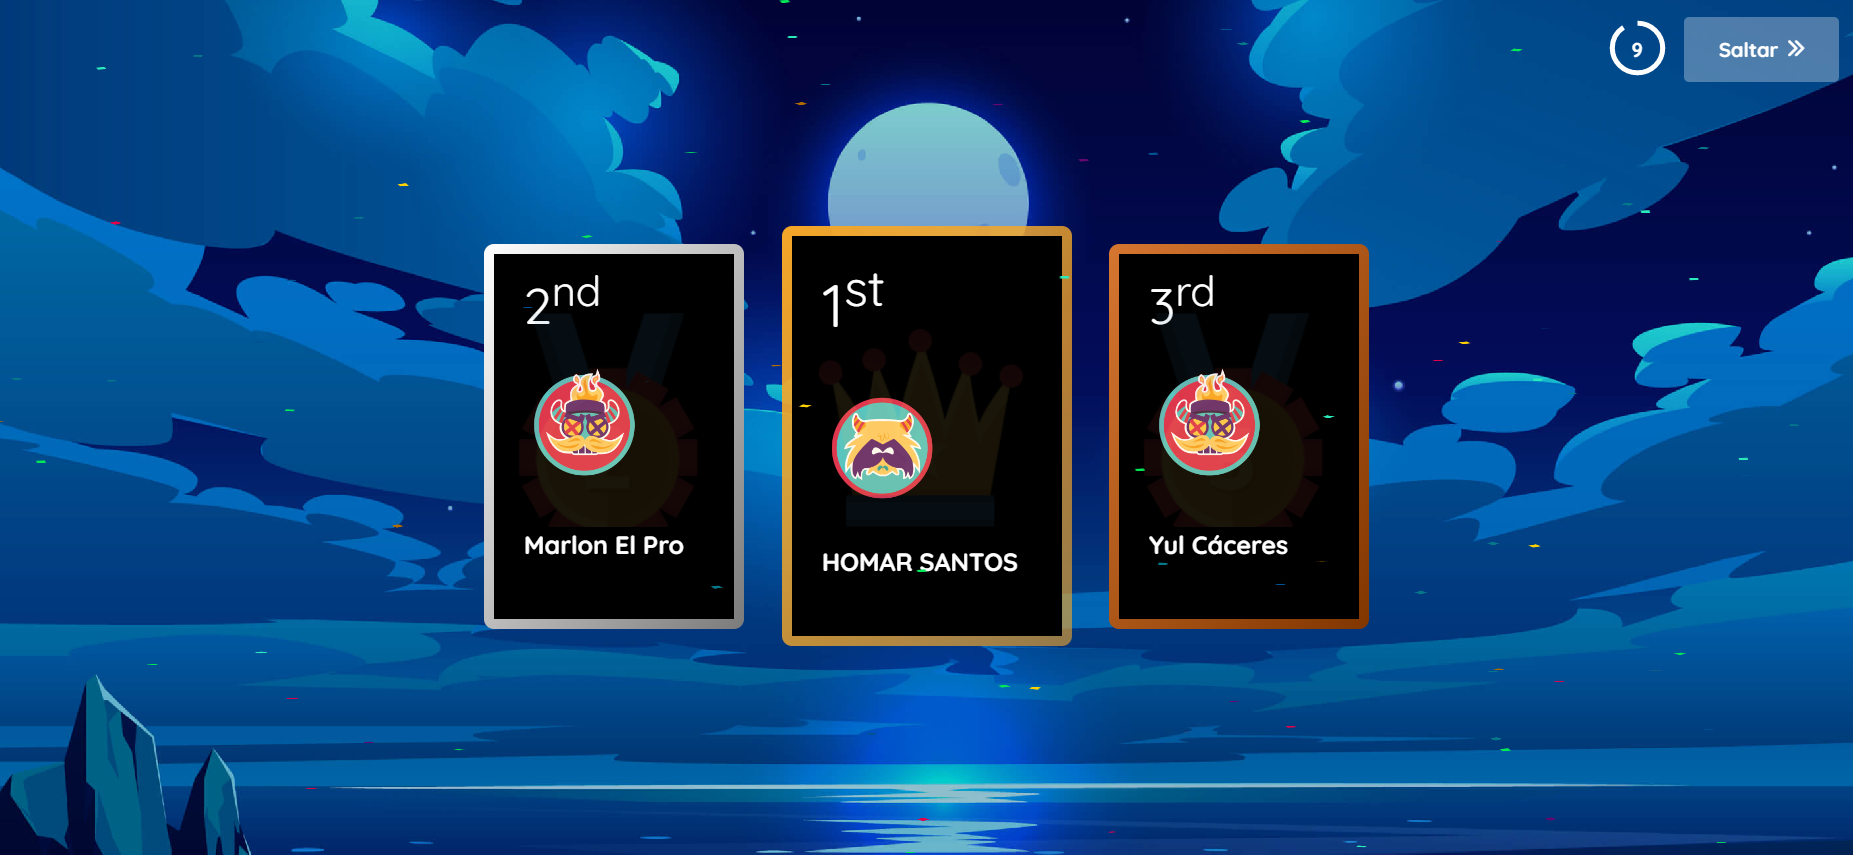 9
Saltar
2nd
Marlon El Pro
1st
HOMAR SANTOS
3rd
Yul Cáceres